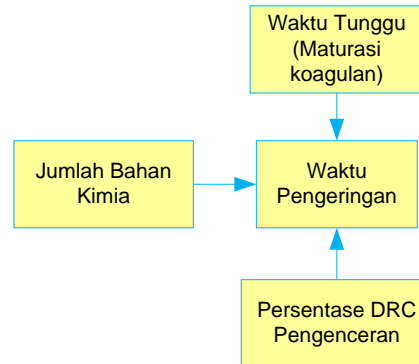 Waktu Tunggu
(Maturasi
koagulan)
Jumlah Bahan
Kimia
Waktu
Pengeringan
Persentase DRC
Pengenceran